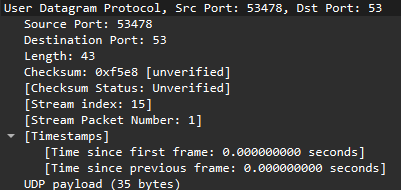 User Datagram Protocol, Src Port: 53478, Dst Port: 53
Source Port: 53478
Destination Port: 53
Length: 43
Checksum: 0xf5e8 [unverified]
[Checksum Status: Unverified]
[Stream index: 15]
[Stream Packet Number: 1]
[Timestamps]
[Time since first frame: 0.000000000 seconds]
[Time since previous frame: 0.000000000 seconds]
UDP payload (35 bytes)